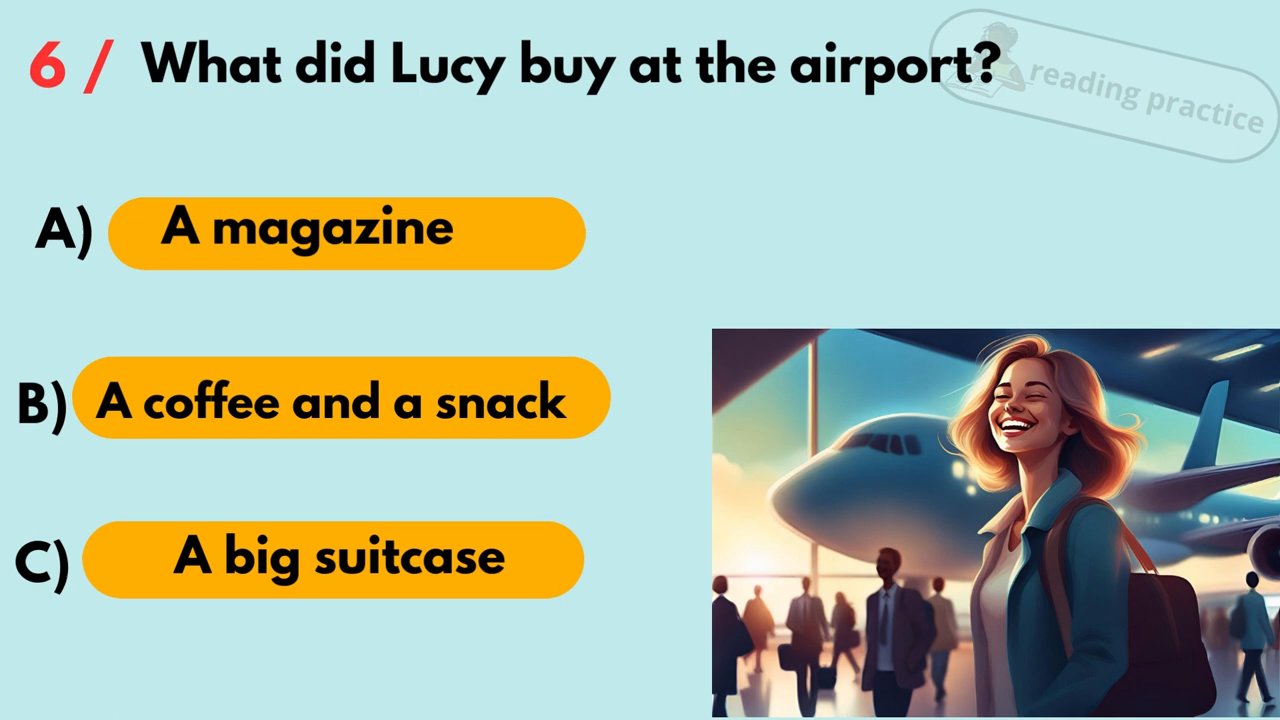 6 / What did Lucy buy at the airport?
reading practice
A) A magazine
B) A coffee and a snack
C) A big suitcase